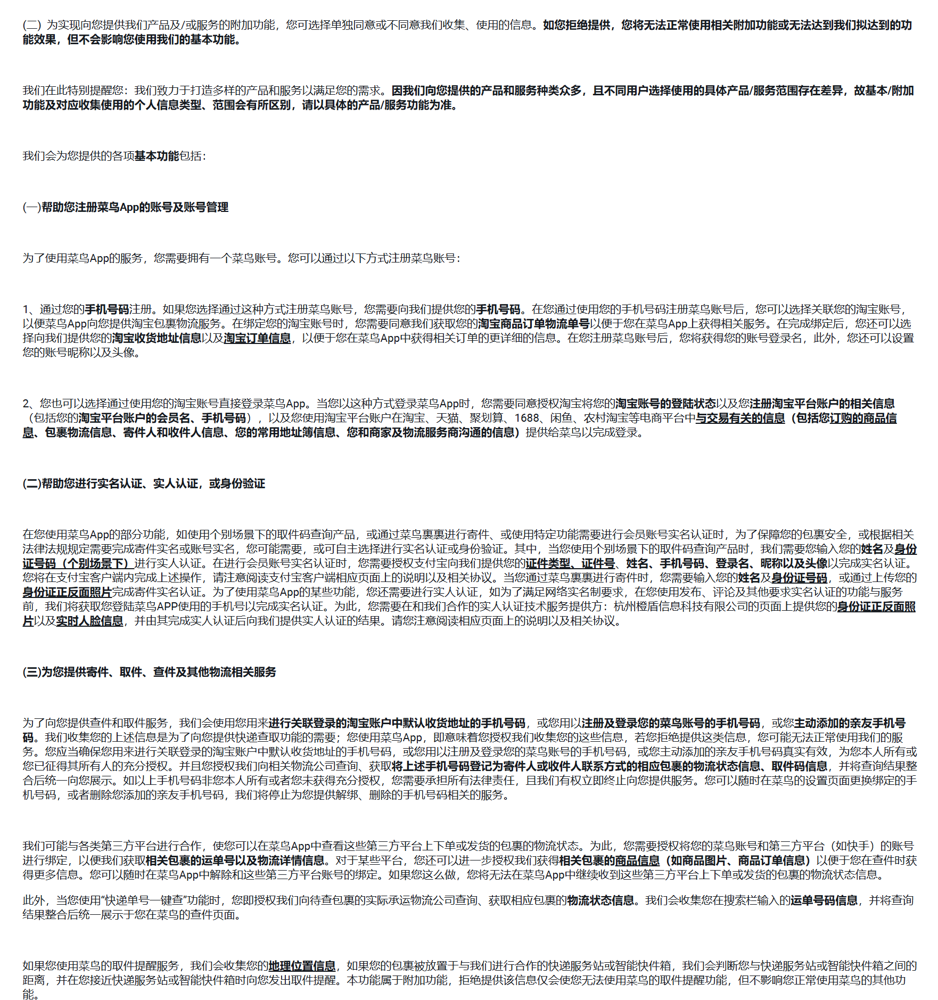 (二) 为实现向您提供我们产品及/或服务的附加功能，您可选择单独同意或不同意我们收集、使用的信息。如您拒绝提供，您将无法正常使用相关附加功能或无法达到我们拟达到的功
能效果，但不会影响您使用我们的基本功能。
我们在此特别提醒您：我们致力于打造多样的产品和服务以满足您的需求。因我们向您提供的产品和服务种类众多，且不同用户选择使用的具体产品/服务范围存在差异，故基本/附加
功能及对应收集使用的个人信息类型、范围会有所区别，请以具体的产品/服务功能为准。
我们会为您提供的各项基本功能包括：
(一)帮助您注册菜鸟App的账号及账号管理
为了使用菜鸟App的服务，您需要拥有一个菜鸟账号。您可以通过以下方式注册菜鸟账号：
1、通过您的手机号码注册。如果您选择通过这种方式注册菜鸟账号，您需要向我们提供您的手机号码。在您通过使用您的手机号码注册菜鸟账号后，您可以选择关联您的淘宝账号，
以便菜鸟App向您提供淘宝包裹物流服务。在绑定您的淘宝账号时，您需要同意我们获取您的淘宝商品订单物流单号以便于您在菜鸟App上获得相关服务。在完成绑定后，您还可以选
择向我们提供您的淘宝收货地址信息以及淘宝订单信息，以便于您在菜鸟App中获得相关订单的更详细的信息。在您注册菜鸟账号后，您将获得您的账号登录名，此外，您还可以设置
您的账号昵称以及头像。
2、您也可以选择通过使用您的淘宝账号直接登录菜鸟App。当您以这种方式登录菜鸟App时，您需要同意授权淘宝将您的淘宝账号的登陆状态以及您注册淘宝平台账户的相关信息
（包括您的淘宝平台账户的会员名、手机号码），以及您使用淘宝平台账户在淘宝、天猫、聚划算、1688、闲鱼、农村淘宝等电商平台中与交易有关的信息（包括您订购的商品信
息、包裹物流信息、寄件人和收件人信息、您的常用地址簿信息、您和商家及物流服务商沟通的信息）提供给菜鸟以完成登录。
(二)帮助您进行实名认证、实人认证，或身份验证
在您使用菜鸟App的部分功能，如使用个别场景下的取件码查询产品，或通过菜鸟裹裹进行寄件、或使用特定功能需要进行会员账号实名认证时，为了保障您的包裹安全，或根据相关
法律法规规定需要完成寄件实名或账号实名，您可能需要，或可自主选择进行实名认证或身份验证。其中，当您使用个别场景下的取件码查询产品时，我们需要您输入您的姓名及身份
证号码（个别场景下）进行实人认证。在进行会员账号实名认证时，您需要授权支付宝向我们提供您的证件类型、证件号、姓名、手机号码、登录名、昵称以及头像以完成实名认证。
您将在支付宝客户端内完成上述操作，请注意阅读支付宝客户端相应页面上的说明以及相关协议。当您通过菜鸟裹裹进行寄件时，您需要输入您的姓名及身份证号码，或通过上传您的
身份证正反面照片完成寄件实名认证。为了使用菜鸟App的某些功能，您还需要进行实人认证，如为了满足网络实名制要求，在您使用发布、评论及其他要求实名认证的功能与服务
前，我们将获取您登陆菜鸟APP使用的手机号以完成实名认证。为此，您需要在和我们合作的实人认证技术服务提供方：杭州橙盾信息科技有限公司的页面上提供您的身份证正反面照
片以及实时人脸信息，并由其完成实人认证后向我们提供实人认证的结果。请您注意阅读相应页面上的说明以及相关协议。
(三)为您提供寄件、取件、查件及其他物流相关服务
为了向您提供查件和取件服务，我们会使用您用来进行关联登录的淘宝账户中默认收货地址的手机号码，或您用以注册及登录您的菜鸟账号的手机号码，或您主动添加的亲友手机号
码。我们收集您的上述信息是为了向您提供快递查取功能的需要；您使用菜鸟App，即意味着您授权我们收集您的这些信息，若您拒绝提供这类信息，您可能无法正常使用我们的服
务。您应当确保您用来进行关联登录的淘宝账户中默认收货地址的手机号码，或您用以注册及登录您的菜鸟账号的手机号码，或您主动添加的亲友手机号码真实有效，为您本人所有或
您已征得其所有人的充分授权。并且您授权我们向相关物流公司查询、获取将上述手机号码登记为寄件人或收件人联系方式的相应包裹的物流状态信息、取件码信息，并将查询结果整
合后统一向您展示。如以上手机号码非您本人所有或者您未获得充分授权，您需要承担所有法律责任，且我们有权立即终止向您提供服务。您可以随时在菜鸟的设置页面更换绑定的手
机号码，或者删除您添加的亲友手机号码，我们将停止为您提供解绑、删除的手机号码相关的服务。
我们可能与各类第三方平台进行合作，使您可以在菜鸟App中查看这些第三方平台上下单或发货的包裹的物流状态。为此，您需要授权将您的菜鸟账号和第三方平台（如快手）的账号
进行绑定，以便我们获取相关包裹的运单号以及物流详情信息。对于某些平台，您还可以进一步授权我们获得相关包裹的商品信息（如商品图片、商品订单信息）以便于您在查件时获
得更多信息。您可以随时在菜鸟App中解除和这些第三方平台账号的绑定。如果您这么做，您将无法在菜鸟App中继续收到这些第三方平台上下单或发货的包裹的物流状态信息。
此外，当您使用“快递单号一键查”功能时，您即授权我们向待查包裹的实际承运物流公司查询、获取相应包裹的物流状态信息。我们会收集您在搜索栏输入的运单号码信息，并将查询
结果整合后统一展示于您在菜鸟的查件页面。
如果您使用菜鸟的取件提醒服务，我们会收集您的地理位置信息，如果您的包裹被放置于与我们进行合作的快递服务站或智能快件箱，我们会判断您与快递服务站或智能快件箱之间的
距离，并在您接近快递服务站或智能快件箱时向您发出取件提醒。本功能属于附加功能，拒绝提供该信息仅会使您无法使用菜鸟的取件提醒功能，但不影响您正常使用菜鸟的其他功
能。